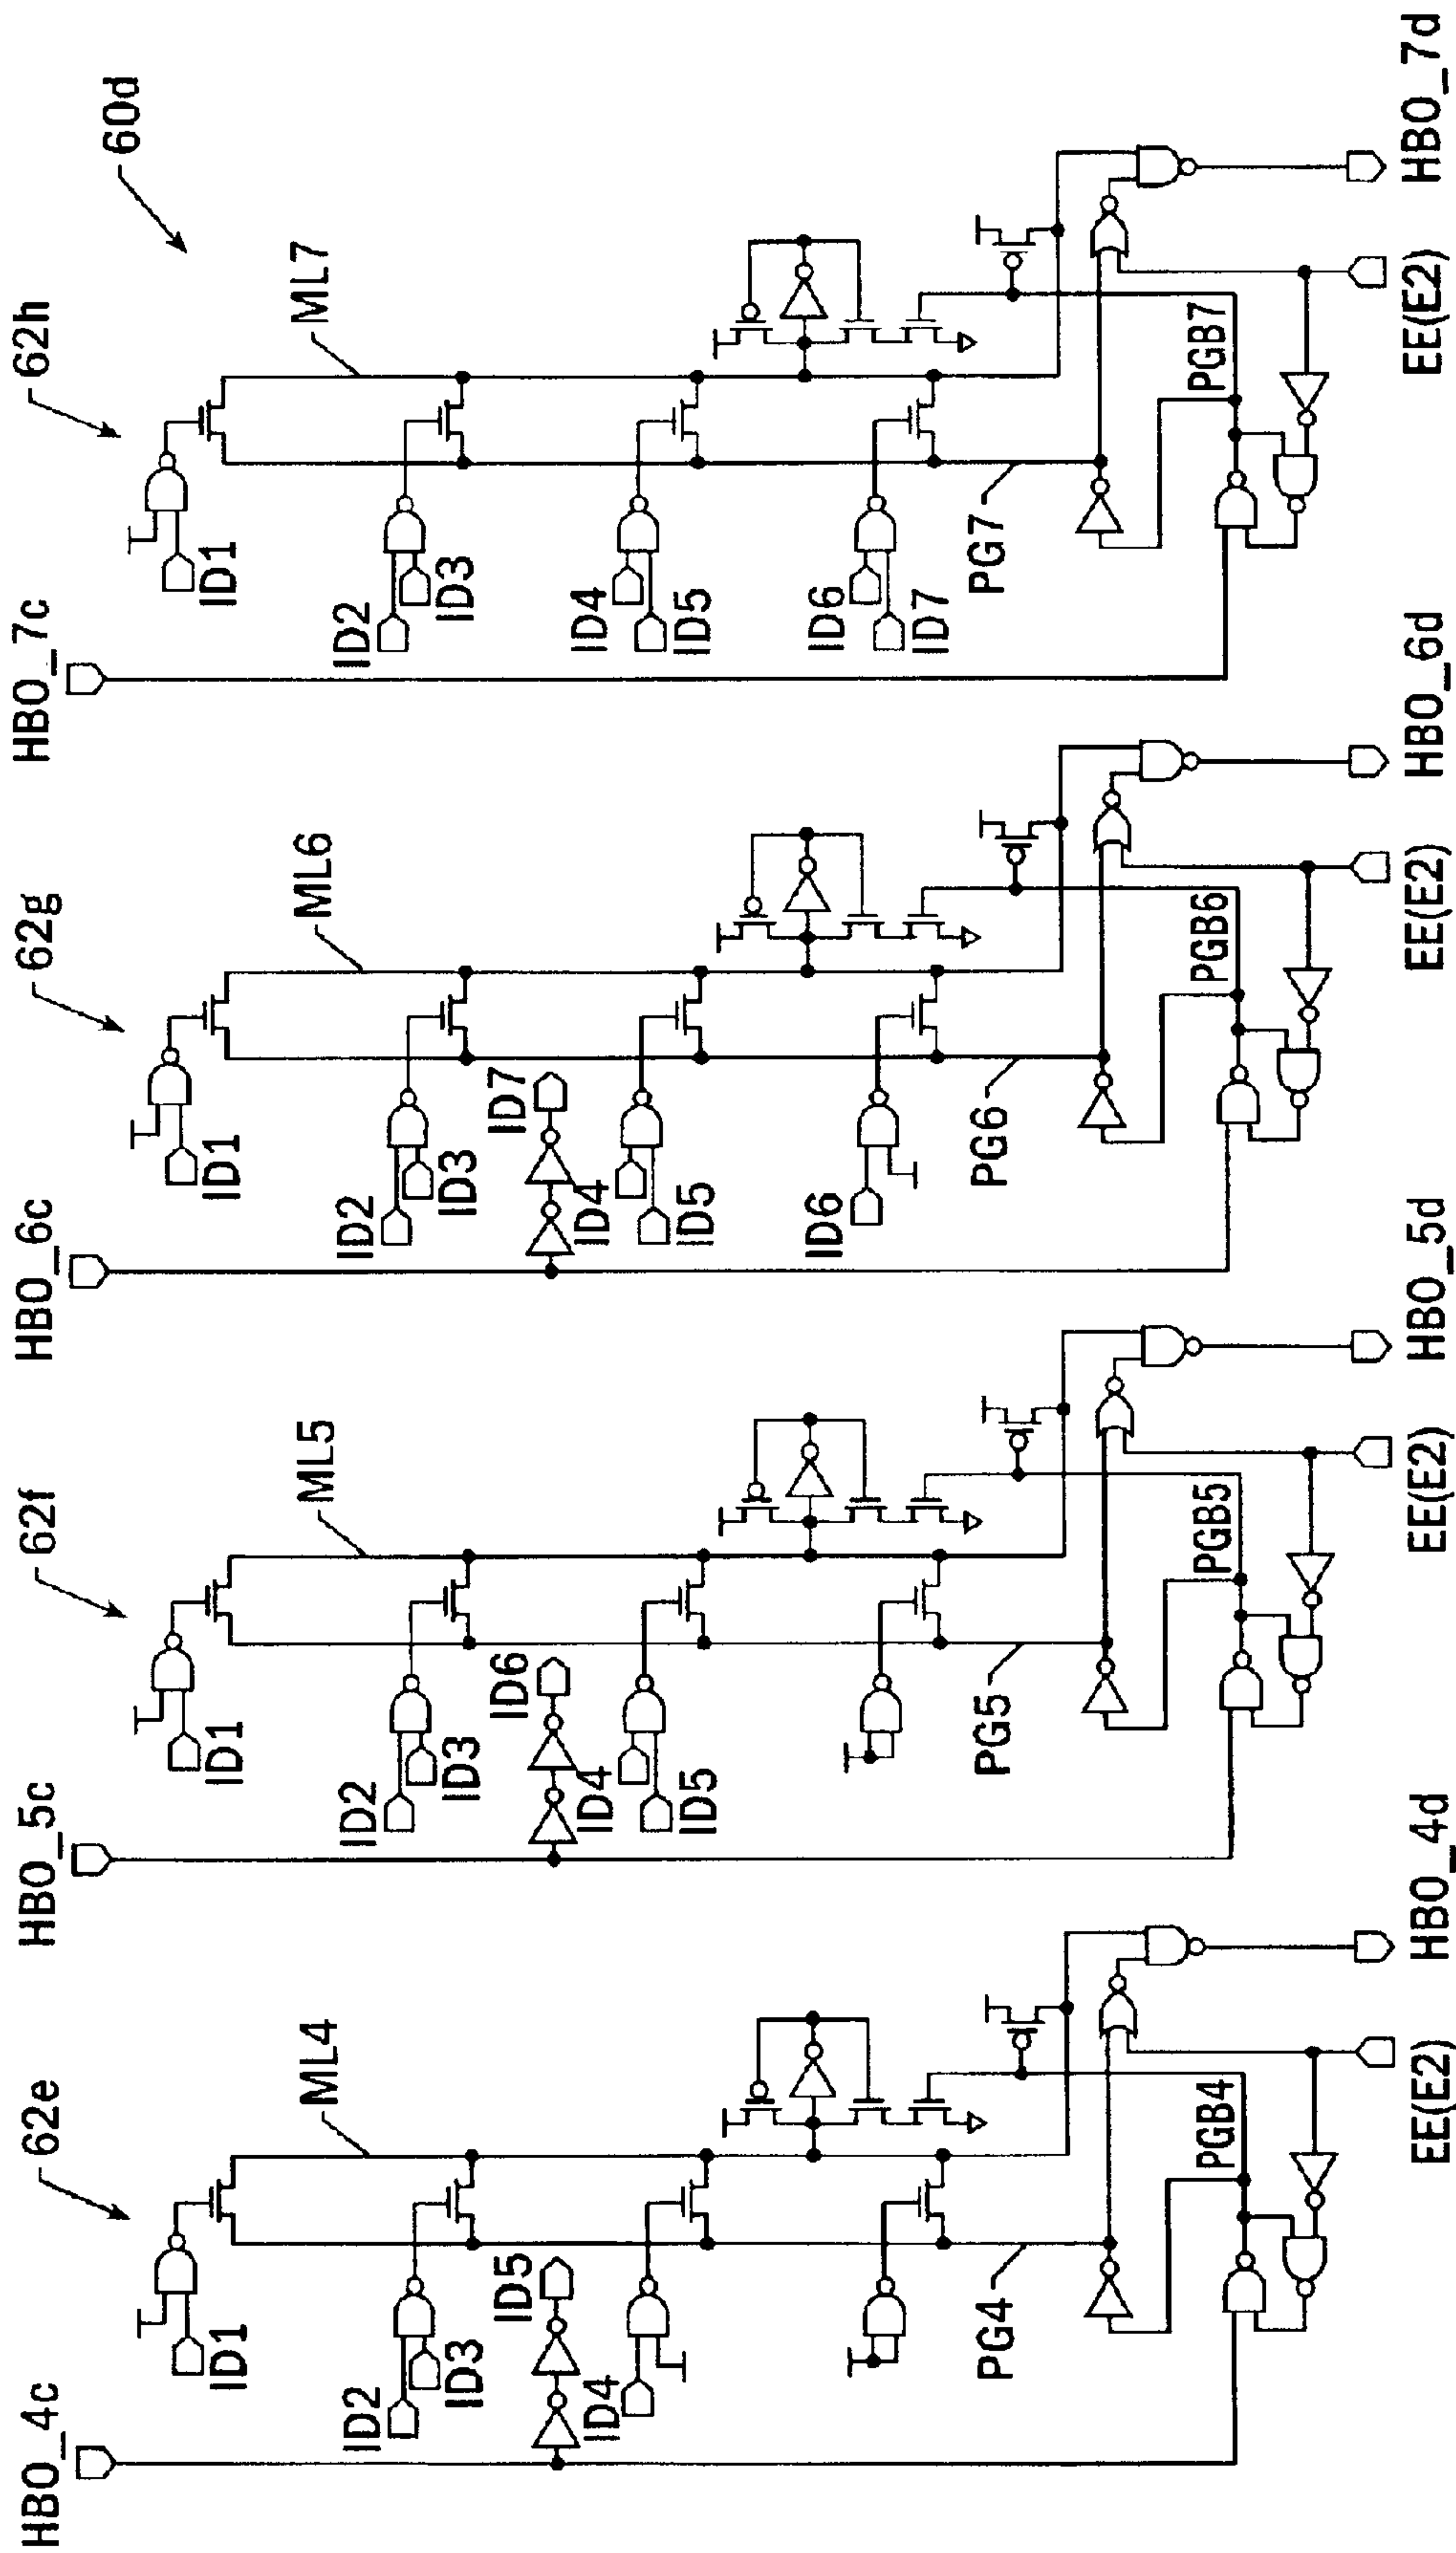 60d
HBO_7c
62h
ML7
ID1
ID2
ID3
ID4
ID5
ID6
ID7
PG7
PGB7
EE(E2)
HBO_7d
HBO_6c
62g
ML6
ID1
ID2
ID3
ID7
ID4
ID5
ID6
PG6
PGB6
EE(E2)
HBO_6d
HBO_5c
62f
ML5
ID1
ID2
ID3
ID6
ID4
ID5
PG5
PGB5
EE(E2)
HBO_5d
HBO_4c
62e
ML4
ID1
ID2
ID3
ID5
ID4
PG4
PGB4
EE(E2)
HBO_4d